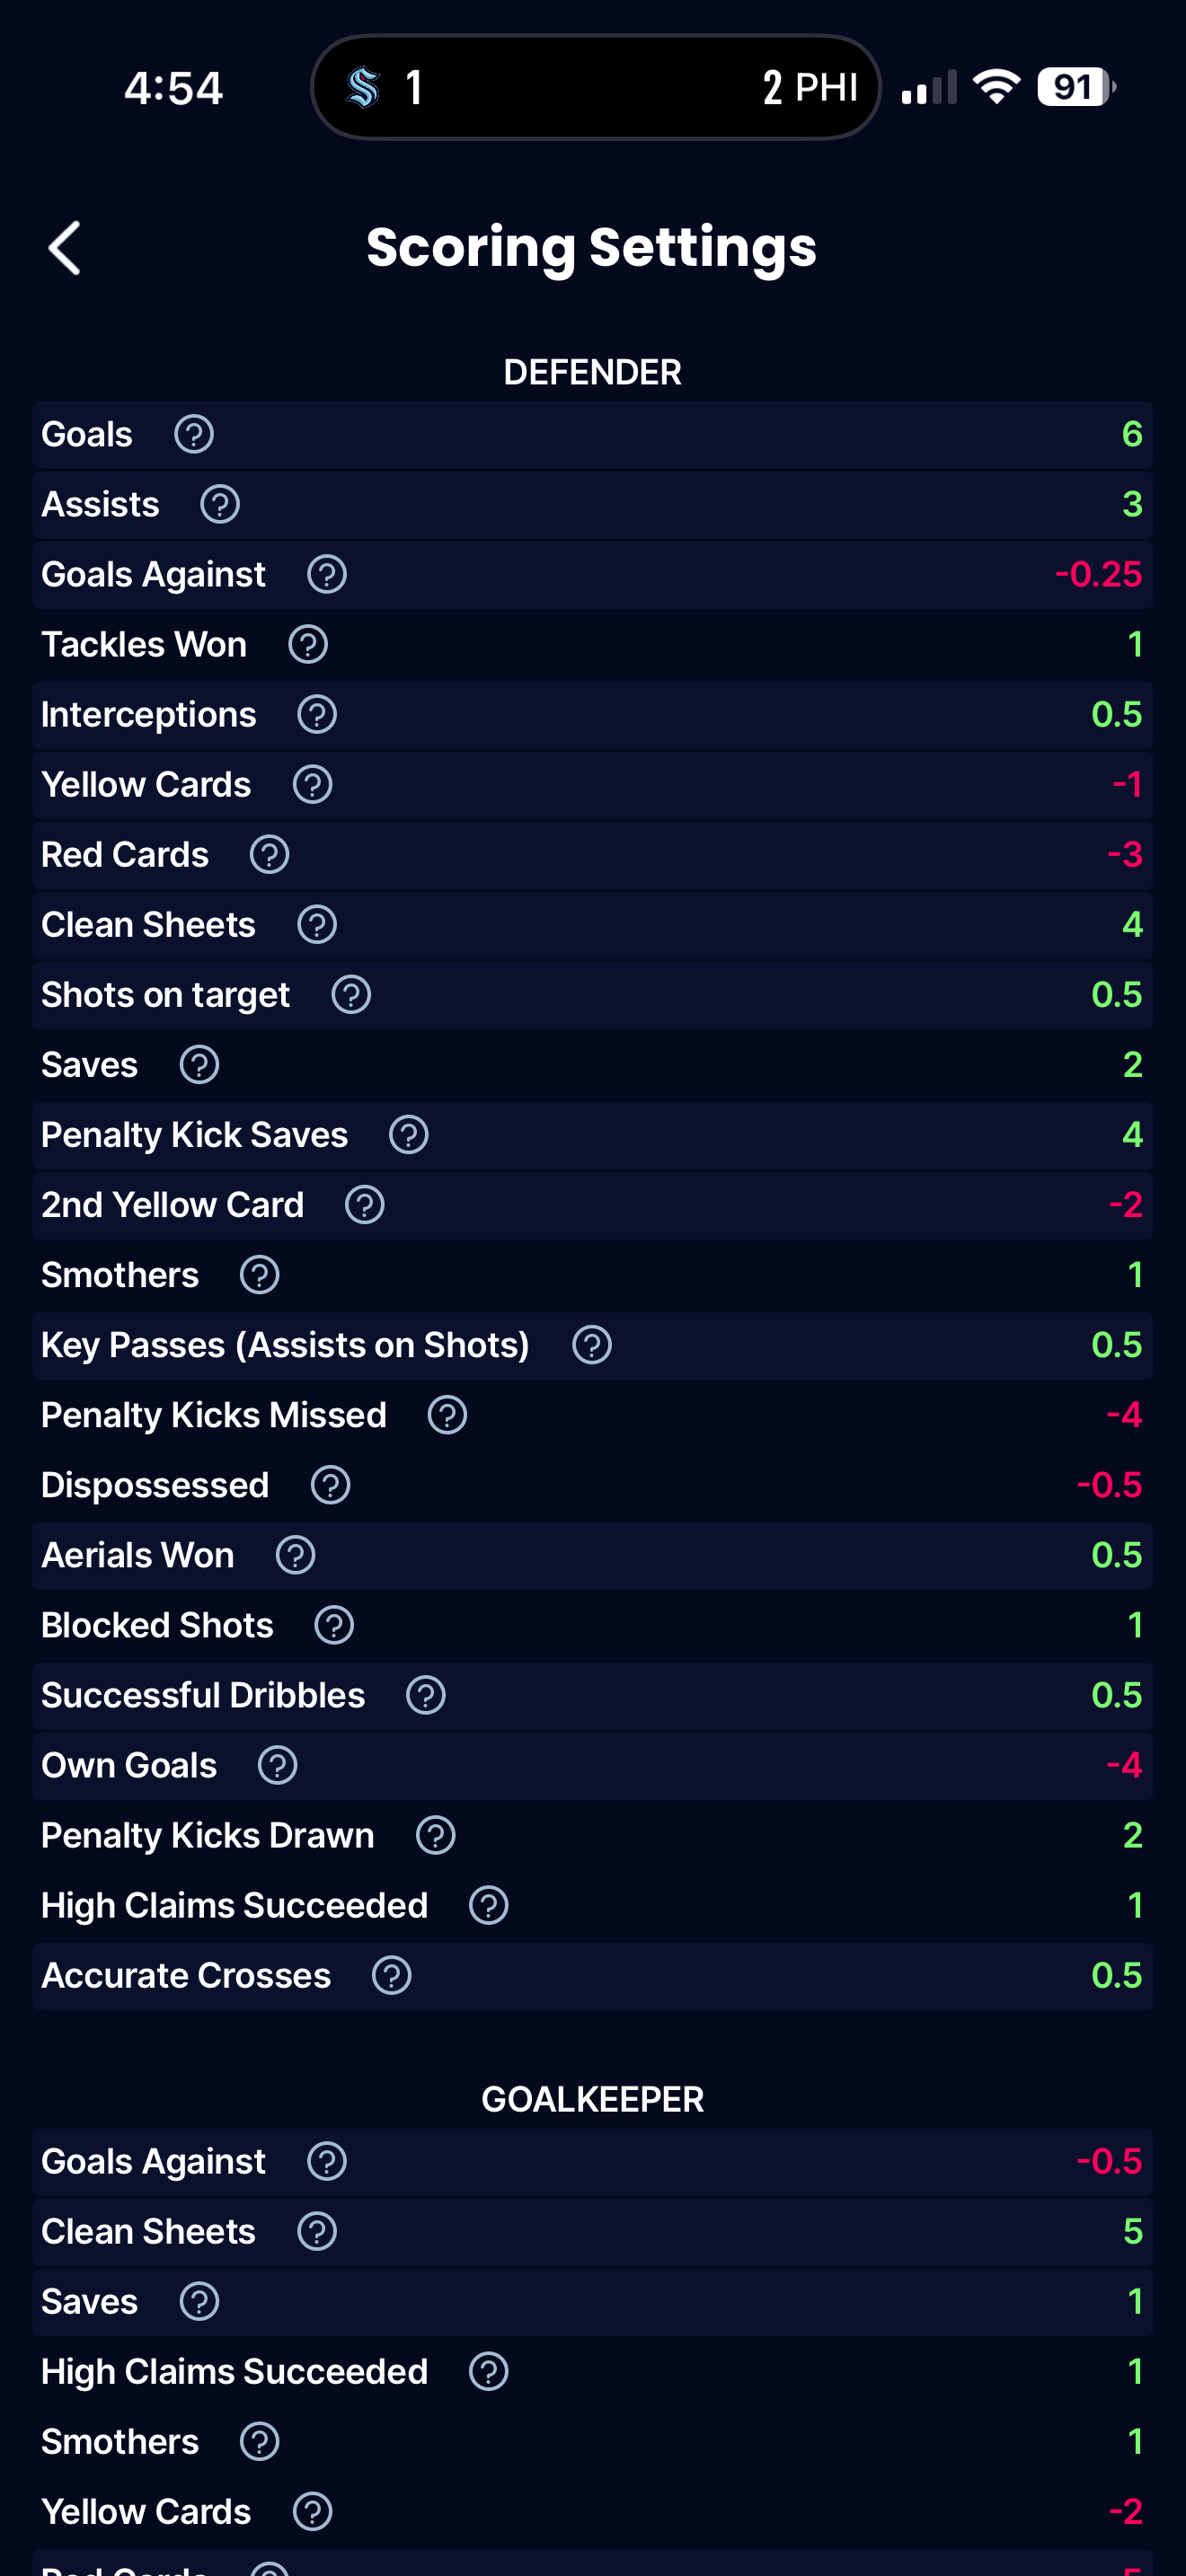 4:54
1
2 PHI
91
Scoring Settings
DEFENDER
Goals ? 6
Assists ? 3
Goals Against ? -0.25
Tackles Won ? 1
Interceptions ? 0.5
Yellow Cards ? -1
Red Cards ? -3
Clean Sheets ? 4
Shots on target ? 0.5
Saves ? 2
Penalty Kick Saves ? 4
2nd Yellow Card ? -2
Smothers ? 1
Key Passes (Assists on Shots) ? 0.5
Penalty Kicks Missed ? -4
Dispossessed ? -0.5
Aerials Won ? 0.5
Blocked Shots ? 1
Successful Dribbles ? 0.5
Own Goals ? -4
Penalty Kicks Drawn ? 2
High Claims Succeeded ? 1
Accurate Crosses ? 0.5
GOALKEEPER
Goals Against ? -0.5
Clean Sheets ? 5
Saves ? 1
High Claims Succeeded ? 1
Smothers ? 1
Yellow Cards ? -2
Red Cards ?